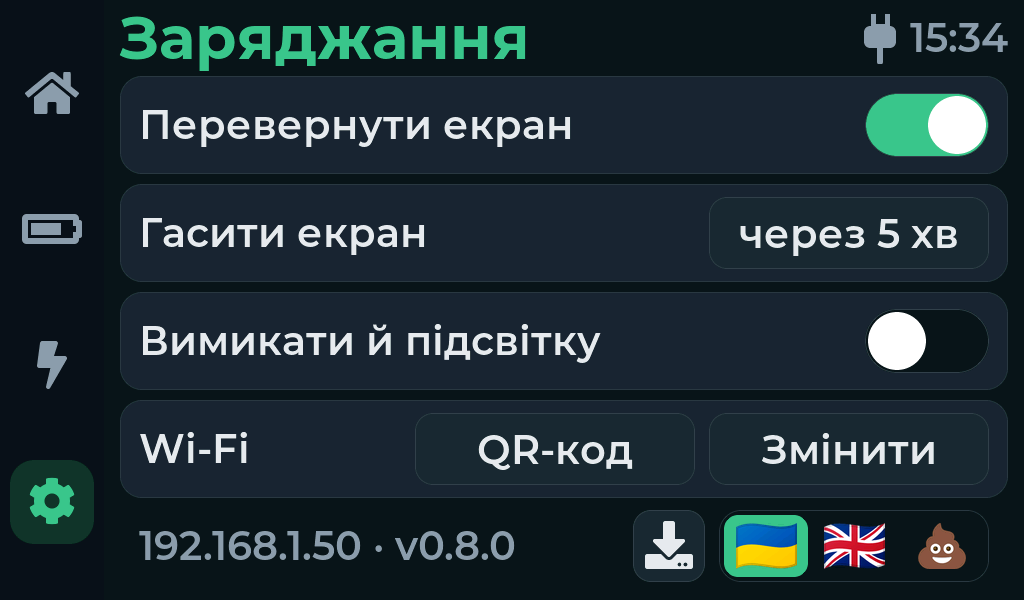 Заряджання 15:34
Перевернути екран
Гасити екран через 5 хв
Вимикати й підсвітку
Wi-Fi QR-код Змінити
192.168.1.50 · v0.8.0